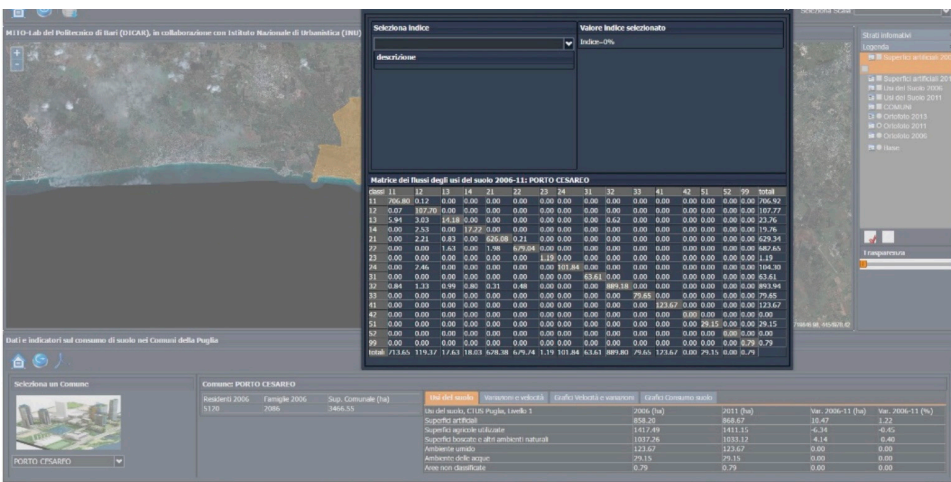 Seleziona Scala
MITO-Lab del Politecnico di Bari (DICAR), in collaborazione con Istituto Nazionale di Urbanistica (INU)
+
-
Seleziona indice
descrizione
Valore indice selezionato
Indice=0%
Strati informativi
Legenda
Superfici artificiali 200
Superfici artificiali 201
Usi del Suolo 2006
Usi del Suolo 2011
COMUNI
Ortofoto 2013
Ortofoto 2011
Ortofoto 2006
Base
Trasparenza
Matrice dei flussi degli usi del suolo 2006-11: PORTO CESAREO
classi 11 12 13 14 21 22 23 24 31 32 33 41 42 51 52 99 totali
11 706.80 0.12 0.00 0.00 0.00 0.00 0.00 0.00 0.00 0.00 0.00 0.00 0.00 0.00 0.00 0.00 706.92
12 0.07 107.70 0.00 0.00 0.00 0.00 0.00 0.00 0.00 0.00 0.00 0.00 0.00 0.00 0.00 0.00 107.77
13 5.94 3.03 14.18 0.00 0.00 0.00 0.00 0.00 0.00 0.62 0.00 0.00 0.00 0.00 0.00 0.00 23.76
14 0.00 2.53 0.00 17.22 0.00 0.00 0.00 0.00 0.00 0.00 0.00 0.00 0.00 0.00 0.00 0.00 19.76
21 0.00 2.21 0.83 0.00 626.08 0.21 0.00 0.00 0.00 0.00 0.00 0.00 0.00 0.00 0.00 0.00 629.34
22 0.00 0.00 1.63 0.00 1.98 679.04 0.00 0.00 0.00 0.00 0.00 0.00 0.00 0.00 0.00 0.00 682.65
23 0.00 0.00 0.00 0.00 0.00 0.00 1.19 0.00 0.00 0.00 0.00 0.00 0.00 0.00 0.00 0.00 1.19
24 0.00 2.46 0.00 0.00 0.00 0.00 0.00 101.84 0.00 0.00 0.00 0.00 0.00 0.00 0.00 0.00 104.30
31 0.00 0.00 0.00 0.00 0.00 0.00 0.00 0.00 63.61 0.00 0.00 0.00 0.00 0.00 0.00 0.00 63.61
32 0.84 1.33 0.99 0.80 0.31 0.48 0.00 0.00 0.00 889.18 0.00 0.00 0.00 0.00 0.00 0.00 893.94
33 0.00 0.00 0.00 0.00 0.00 0.00 0.00 0.00 0.00 0.00 79.65 0.00 0.00 0.00 0.00 0.00 79.65
41 0.00 0.00 0.00 0.00 0.00 0.00 0.00 0.00 0.00 0.00 0.00 123.67 0.00 0.00 0.00 0.00 123.67
42 0.00 0.00 0.00 0.00 0.00 0.00 0.00 0.00 0.00 0.00 0.00 0.00 0.00 0.00 0.00 0.00 0.00
51 0.00 0.00 0.00 0.00 0.00 0.00 0.00 0.00 0.00 0.00 0.00 0.00 0.00 29.15 0.00 0.00 29.15
52 0.00 0.00 0.00 0.00 0.00 0.00 0.00 0.00 0.00 0.00 0.00 0.00 0.00 0.00 0.00 0.00 0.00
99 0.00 0.00 0.00 0.00 0.00 0.00 0.00 0.00 0.00 0.00 0.00 0.00 0.00 0.00 0.00 0.79 0.79
totali 713.65 119.37 17.63 18.03 628.38 679.74 1.19 101.84 63.61 889.80 79.65 123.67 0.00 29.15 0.00 0.79
Dati e indicatori sul consumo di suolo nei Comuni della Puglia
Seleziona un Comune
PORTO CESAREO
Comune: PORTO CESAREO
Residenti 2006 Famiglie 2006 Sup. Comunale (ha)
5120 2086 3466.55
Usi del suolo Variazioni e velocità Grafici Velocità e variazioni Grafici Consumo suolo
Usi del suolo, CTUS Puglia, Livello 1 2006 (ha) 2011 (ha) Var. 2006-11 (ha) Var. 2006-11 (%)
Superfici artificiali 858.20 868.67 10.47 1.22
Superfici agricole utilizzate 1417.49 1411.15 -6.34 -0.45
Superfici boscate e altri ambienti naturali 1037.26 1033.12 -4.14 -0.40
Ambiente umido 123.67 123.67 0.00 0.00
Ambiente delle acque 29.15 29.15 0.00 0.00
Aree non classificate 0.79 0.79 0.00 0.00